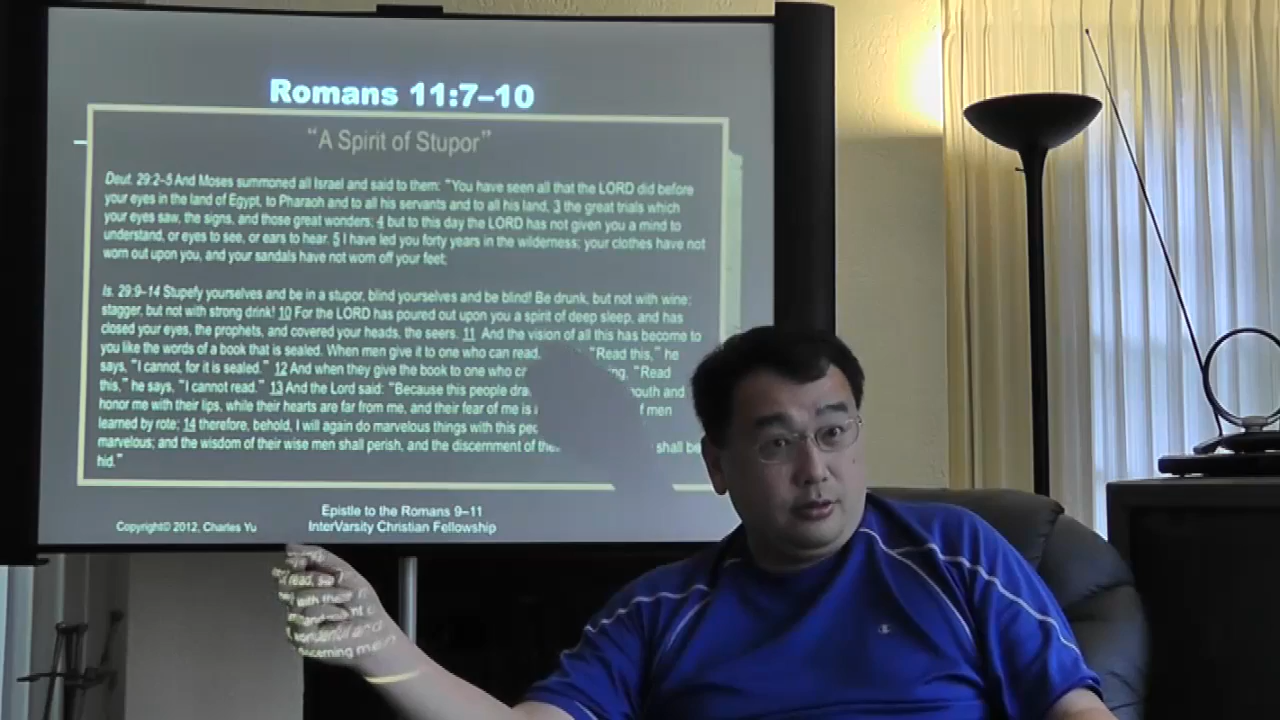 Romans 11:7–10
“A Spirit of Stupor”
Deut. 29:2–5 And Moses summoned all Israel and said to them: “You have seen all that the LORD did before
your eyes in the land of Egypt, to Pharaoh and to all his servants and to all his land, 3 the great trials which
your eyes saw, the signs, and those great wonders; 4 but to this day the LORD has not given you a mind to
understand, or eyes to see, or ears to hear. 5 I have led you forty years in the wilderness; your clothes have not
worn out upon you, and your sandals have not worn off your feet;
Is. 29:9–14 Stupefy yourselves and be in a stupor, blind yourselves and be blind! Be drunk, but not with wine;
stagger, but not with strong drink! 10 For the LORD has poured out upon you a spirit of deep sleep, and has
closed your eyes, the prophets, and covered your heads, the seers. 11 And the vision of all this has become to
you like the words of a book that is sealed. When men give it to one who can read, “Read this,” he
says, “I cannot, for it is sealed.” 12 And when they give the book to one who “Read
this,” he says, “I cannot read.” 13 And the Lord said: “Because this people and
honor me with their lips, while their hearts are far from me, and their fear of me is men
learned by rote; 14 therefore, behold, I will again do marvelous things with this
marvelous; and the wisdom of their wise men shall perish, and the discernment of shall be
hid.”
Epistle to the Romans 9–11
Copyright© 2012, Charles Yu InterVarsity Christian Fellowship
read,
with